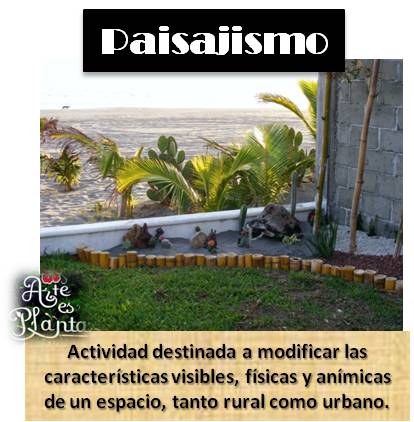 Paisajismo
Arte
es
Planta
Actividad destinada a modificar las
características visibles, físicas y anímicas
de un espacio, tanto rural como urbano.